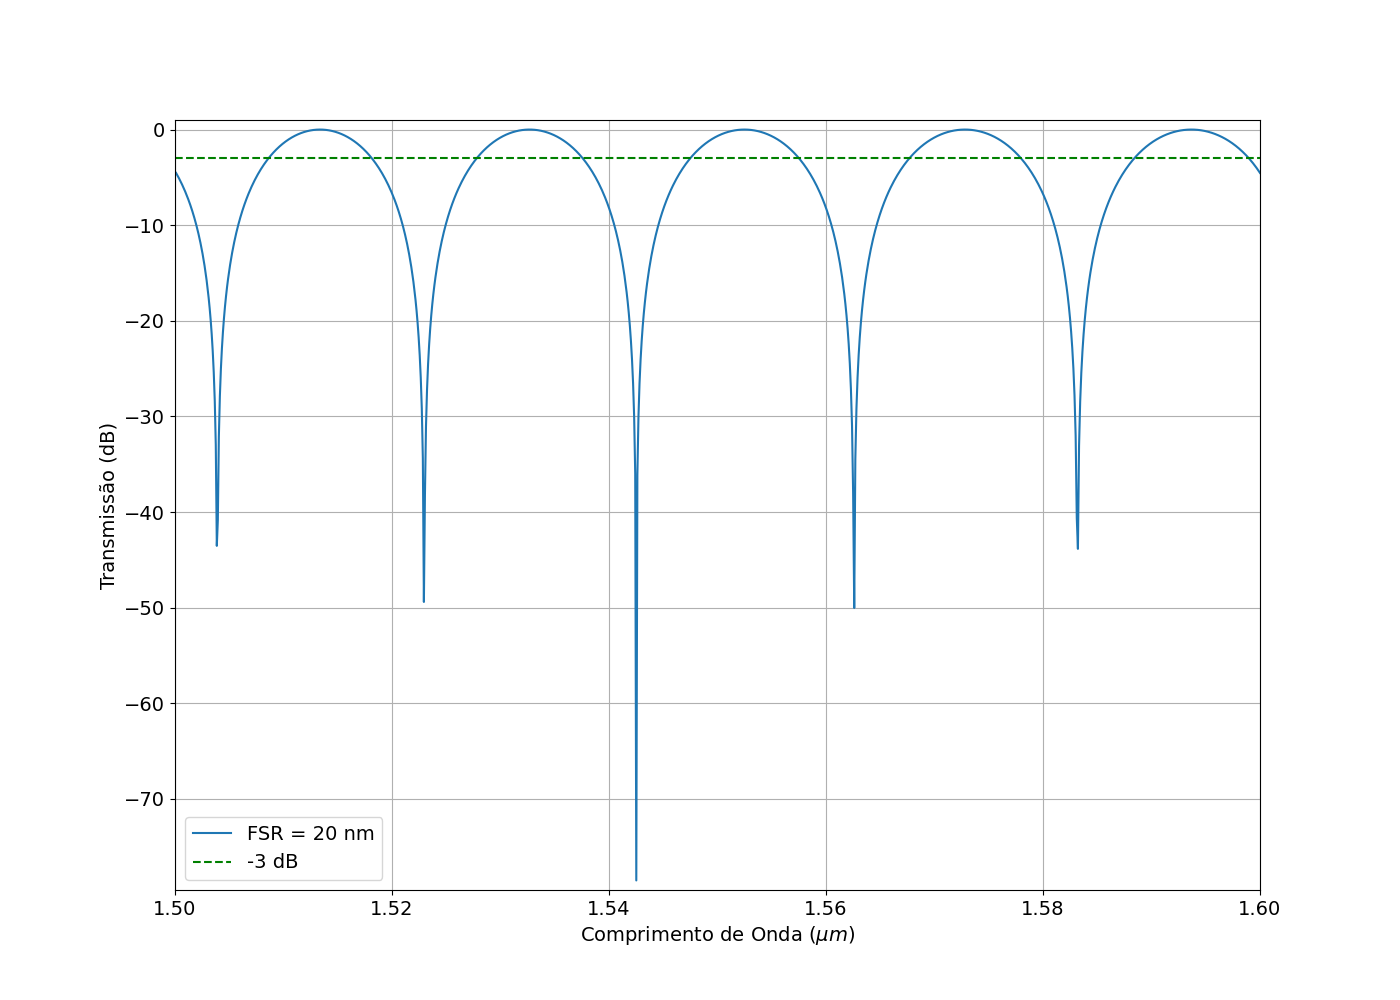 0
−10
−20
−30
−40
−50
−60
−70
Transmissão (dB)
FSR = 20 nm
-3 dB
1.50 1.52 1.54 1.56 1.58 1.60
Comprimento de Onda (μm)